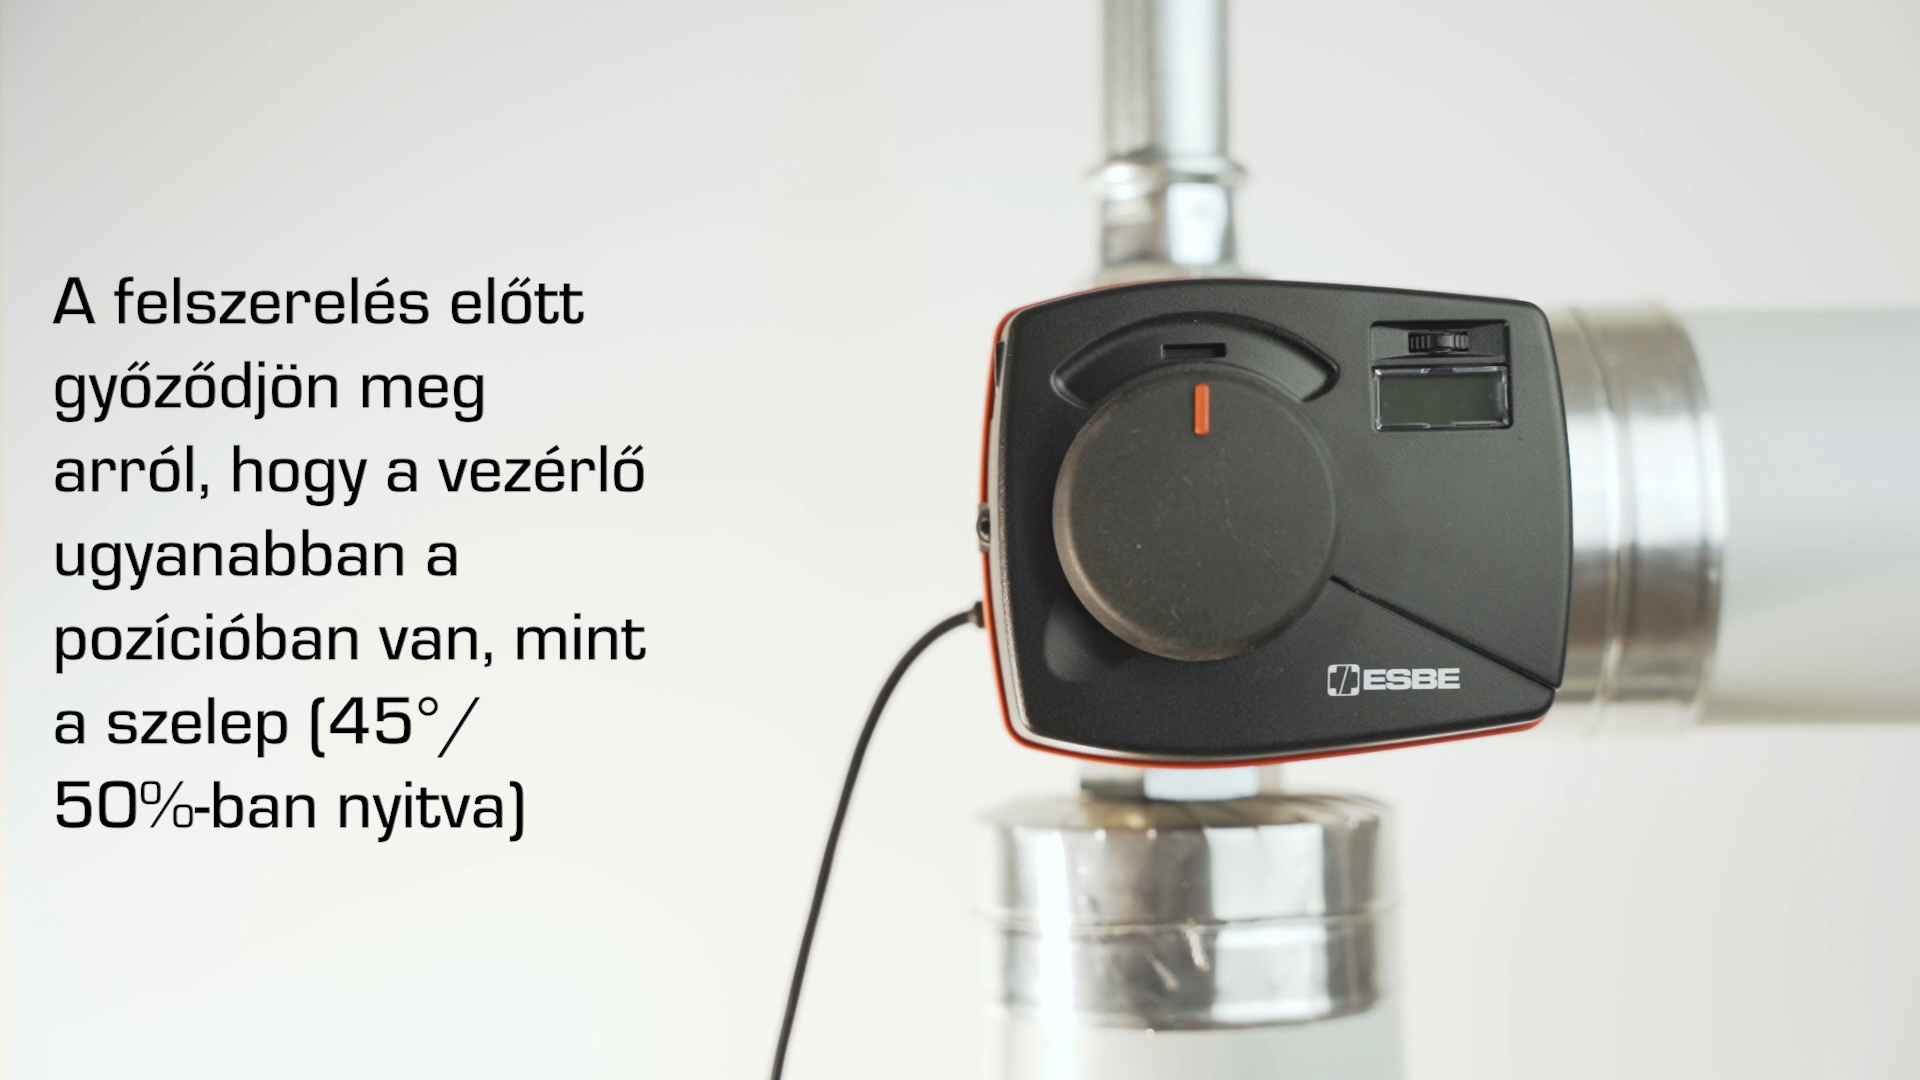 A felszerelés előtt
győződjön meg
arról, hogy a vezérlő
ugyanabban a
pozícióban van, mint
a szelep (45°/
50%-ban nyitva)
ESBE